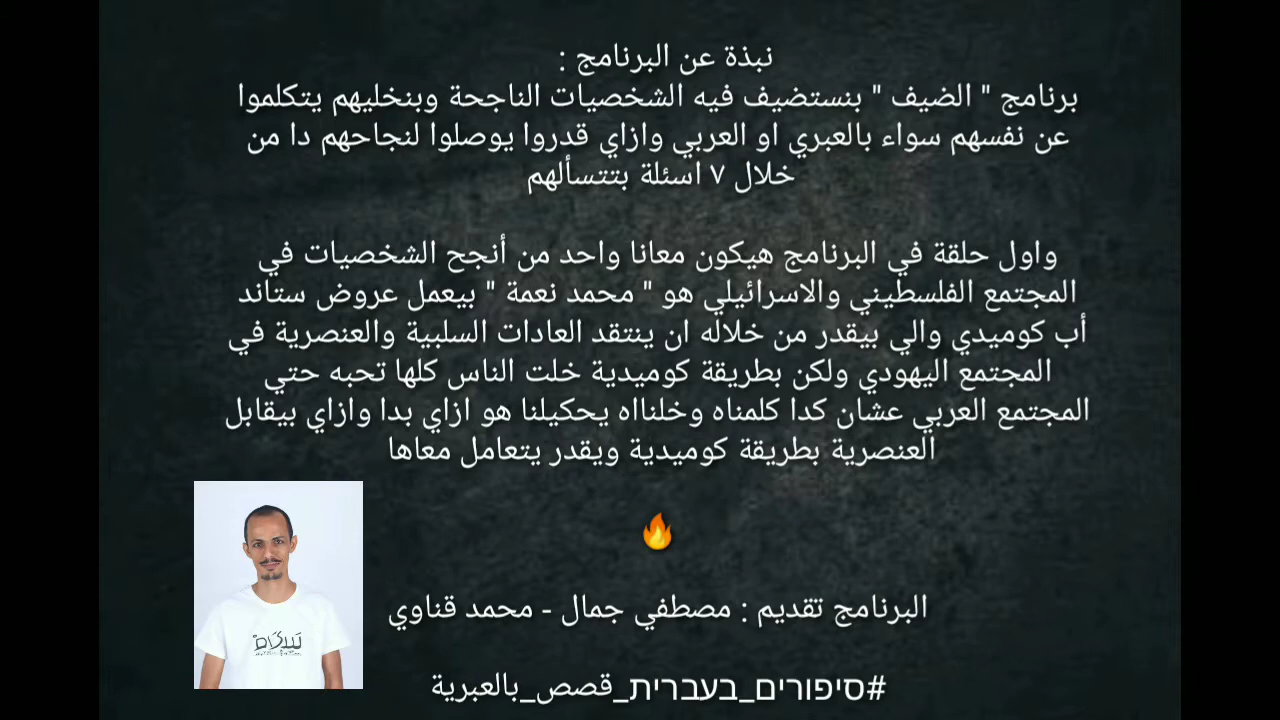 نبذة عن البرنامج :
برنامج " الضيف " بنستضيف فيه الشخصيات الناجحة وبنخليهم يتكلموا
عن نفسهم سواء بالعبري او العربي وازاي قدروا يوصلوا لنجاحهم دا من
خلال ٧ اسئلة بتتسألهم
واول حلقة في البرنامج هيكون معانا واحد من أنجح الشخصيات في
المجتمع الفلسطيني والاسرائيلي هو " محمد نعمة " بيعمل عروض ستاند
أب كوميدي والي بيقدر من خلاله ان ينتقد العادات السلبية والعنصرية في
المجتمع اليهودي ولكن بطريقة كوميدية خلت الناس كلها تحبه حتي
المجتمع العربي عشان كدا كلمناه وخلنااه يحكيلنا هو ازاي بدا وازاي بيقابل
العنصرية بطريقة كوميدية ويقدر يتعامل معاها
البرنامج تقديم : مصطفي جمال - محمد قناوي
#סיפורים_בעברית_قصص_بالعبرية